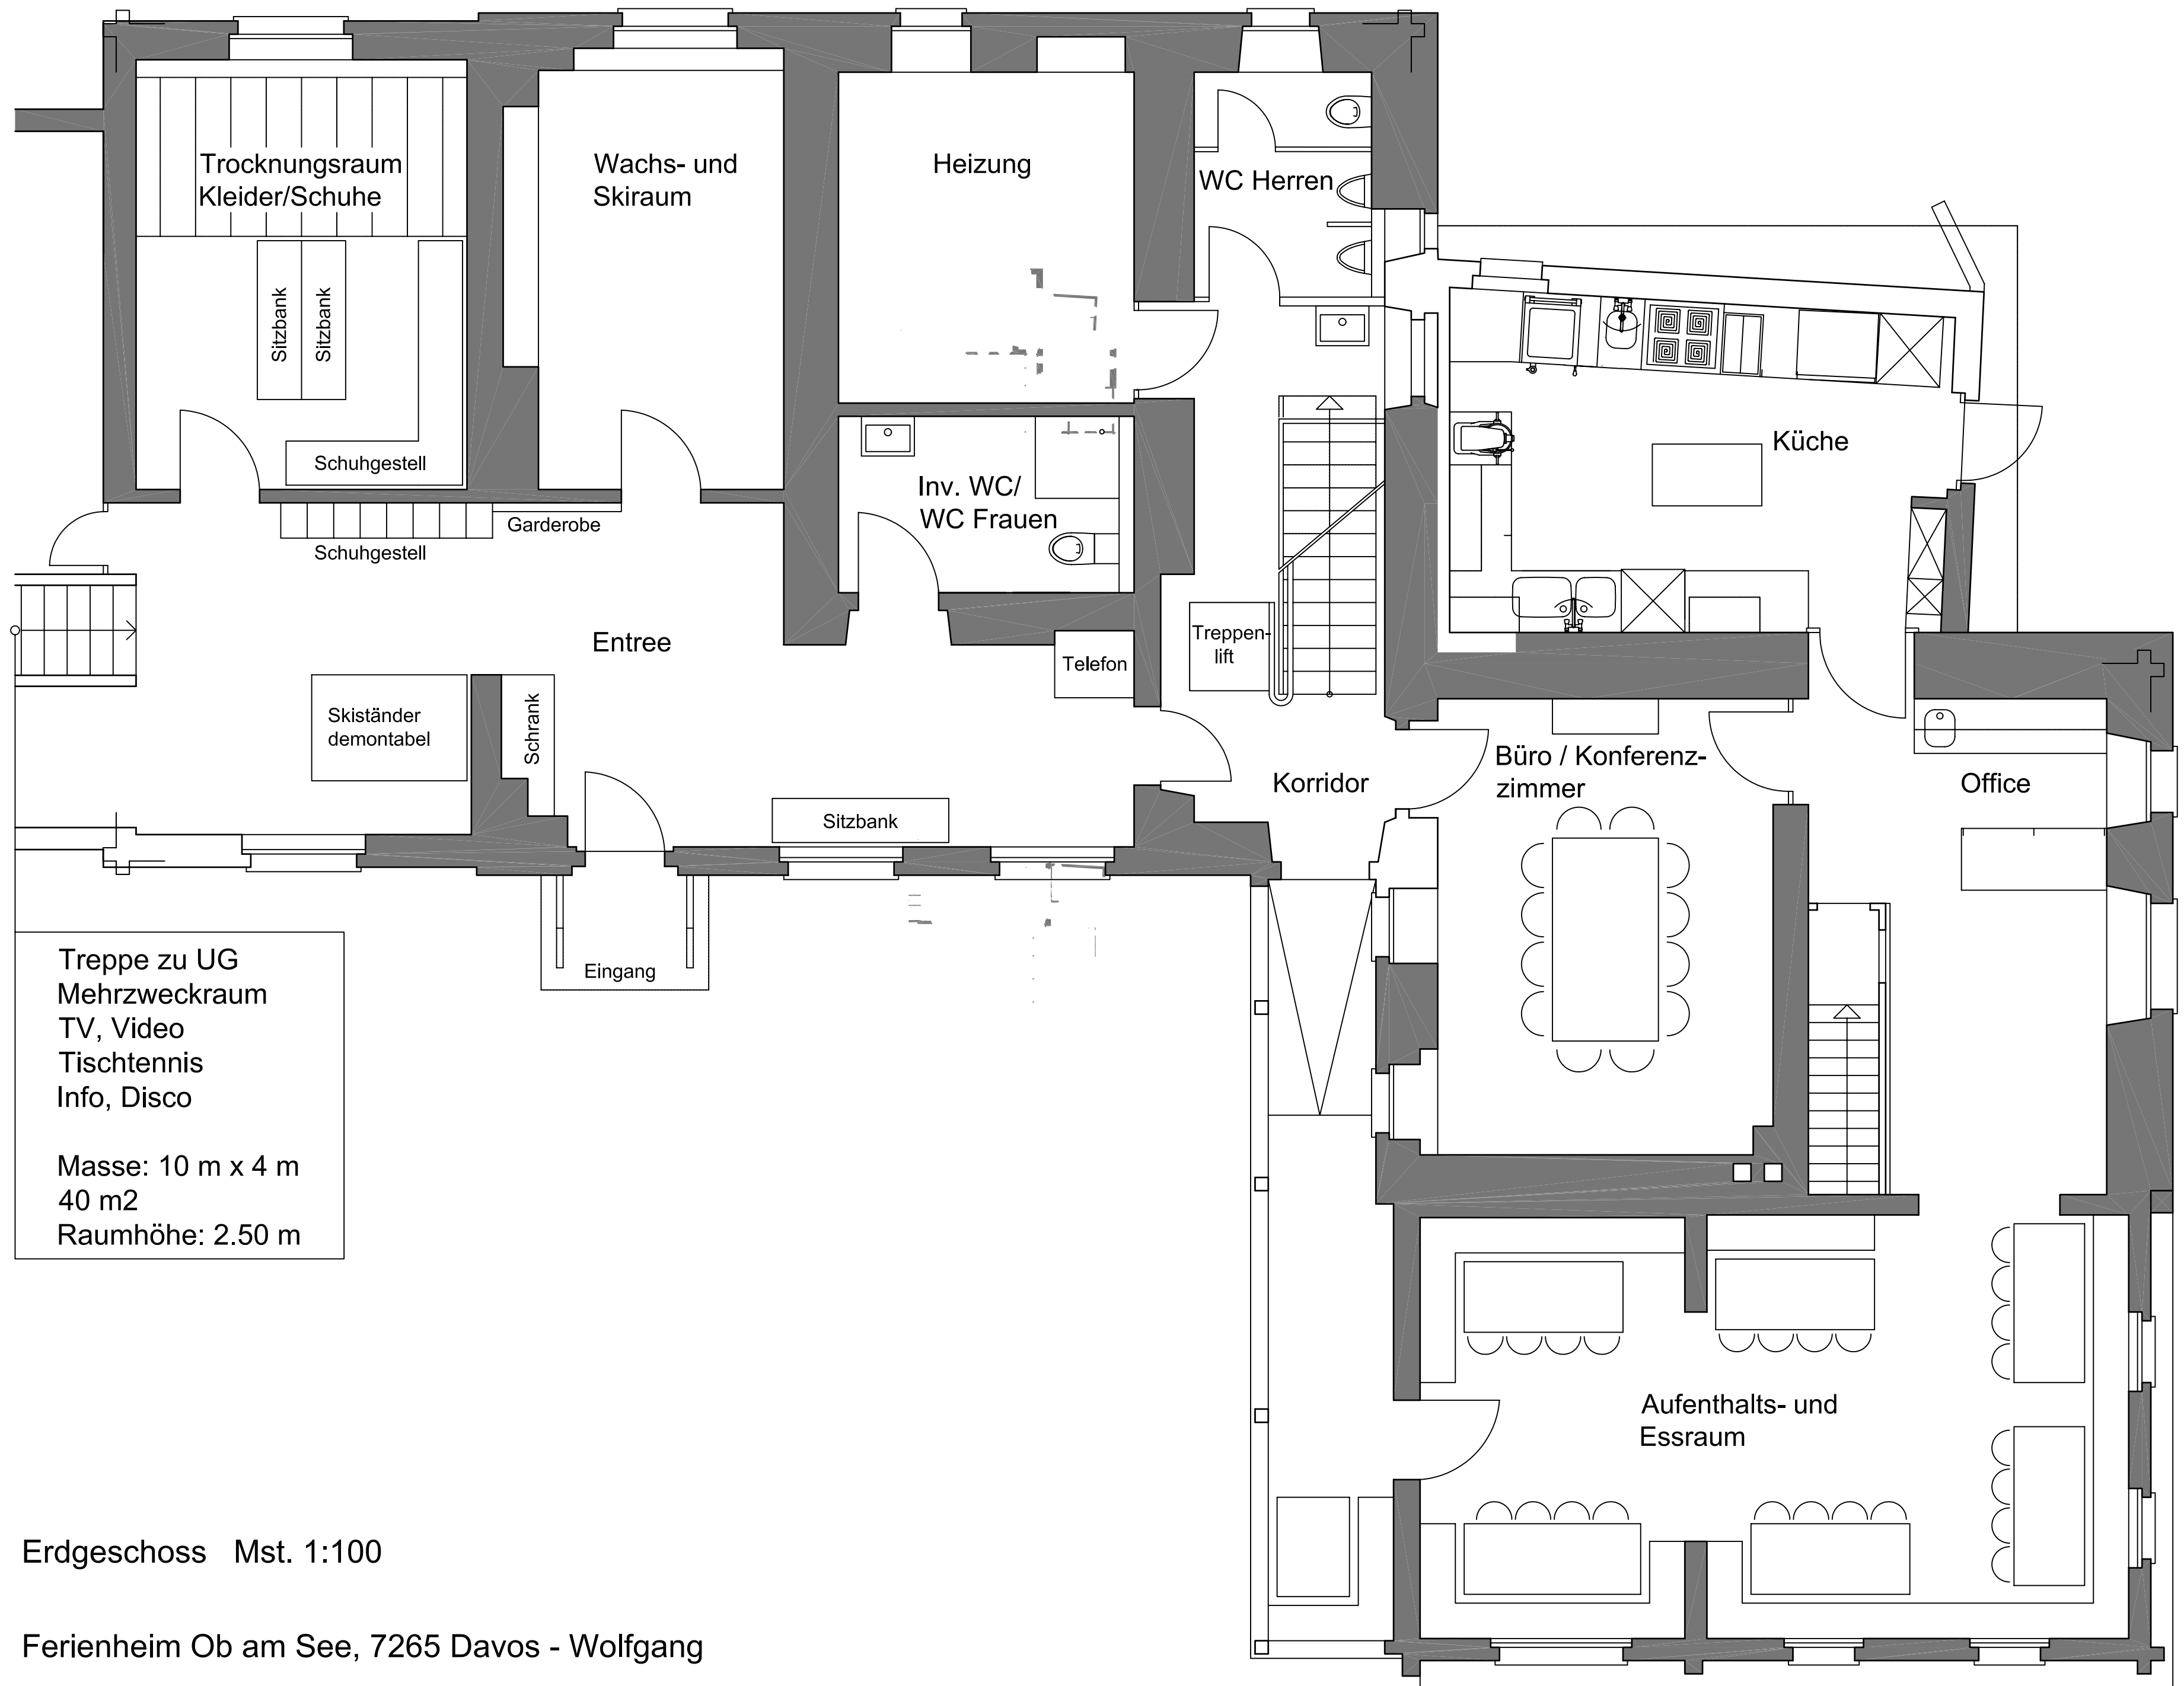 Trocknungsraum
Kleider/Schuhe
Wachs- und
Skiraum
Heizung
WC Herren
Sitzbank
Sitzbank
Schuhgestell
Küche
Inv. WC/
WC Frauen
Garderobe
Schuhgestell
Entree
Telefon
Treppen-
lift
Skiständer
demontabel
Schrank
Sitzbank
Korridor
Büro / Konferenz-
zimmer
Office
Eingang
Treppe zu UG
Mehrzweckraum
TV, Video
Tischtennis
Info, Disco
Masse: 10 m x 4 m
40 m2
Raumhöhe: 2.50 m
Aufenthalts- und
Essraum
Erdgeschoss Mst. 1:100
Ferienheim Ob am See, 7265 Davos - Wolfgang